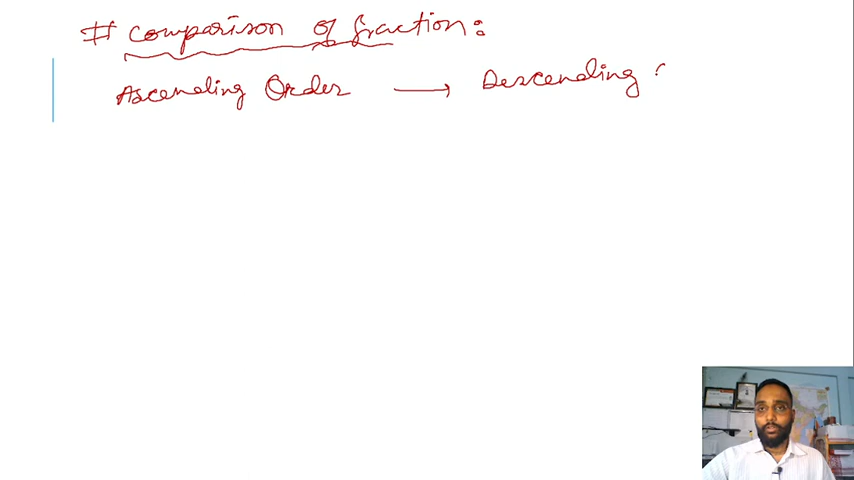 # Comparison of fraction:
Ascending Order → Descending